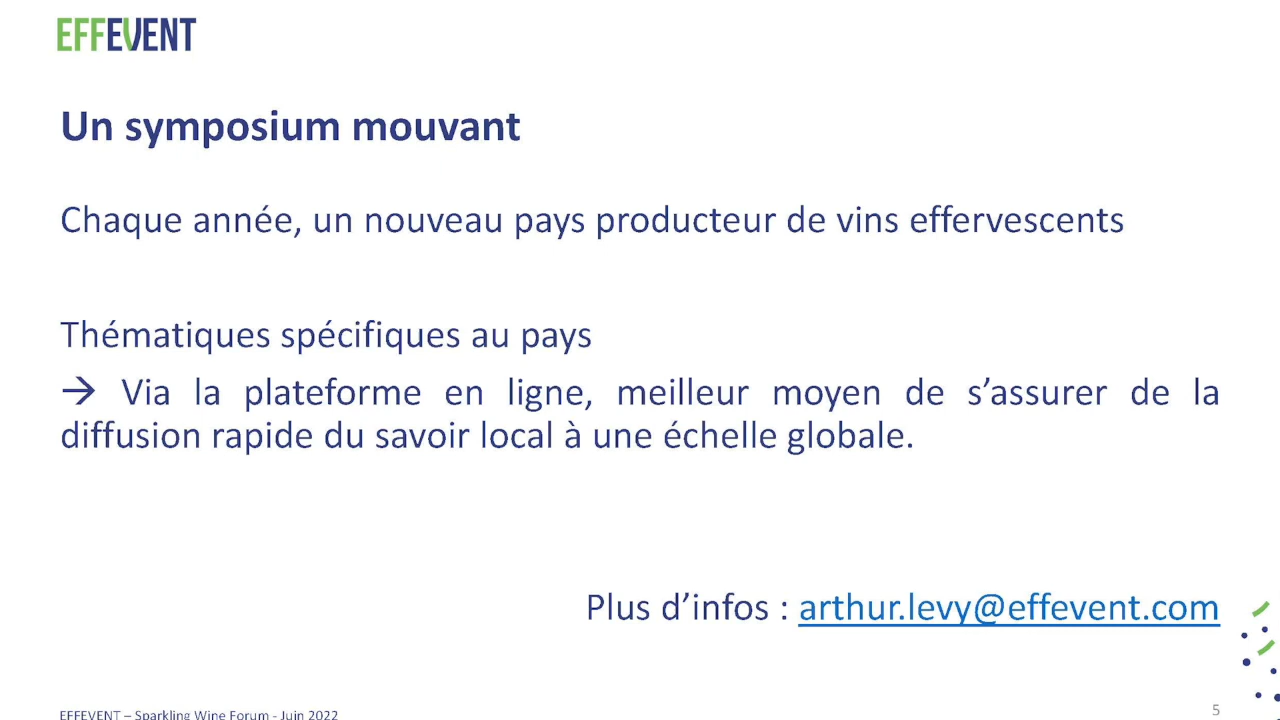 EFFEVENT
Un symposium mouvant
Chaque année, un nouveau pays producteur de vins effervescents
Thématiques spécifiques au pays
→ Via la plateforme en ligne, meilleur moyen de s’assurer de la
diffusion rapide du savoir local à une échelle globale.
Plus d’infos : arthur.levy@effevent.com
EFFEVENT – Sparkling Wine Forum - Juin 2022
5